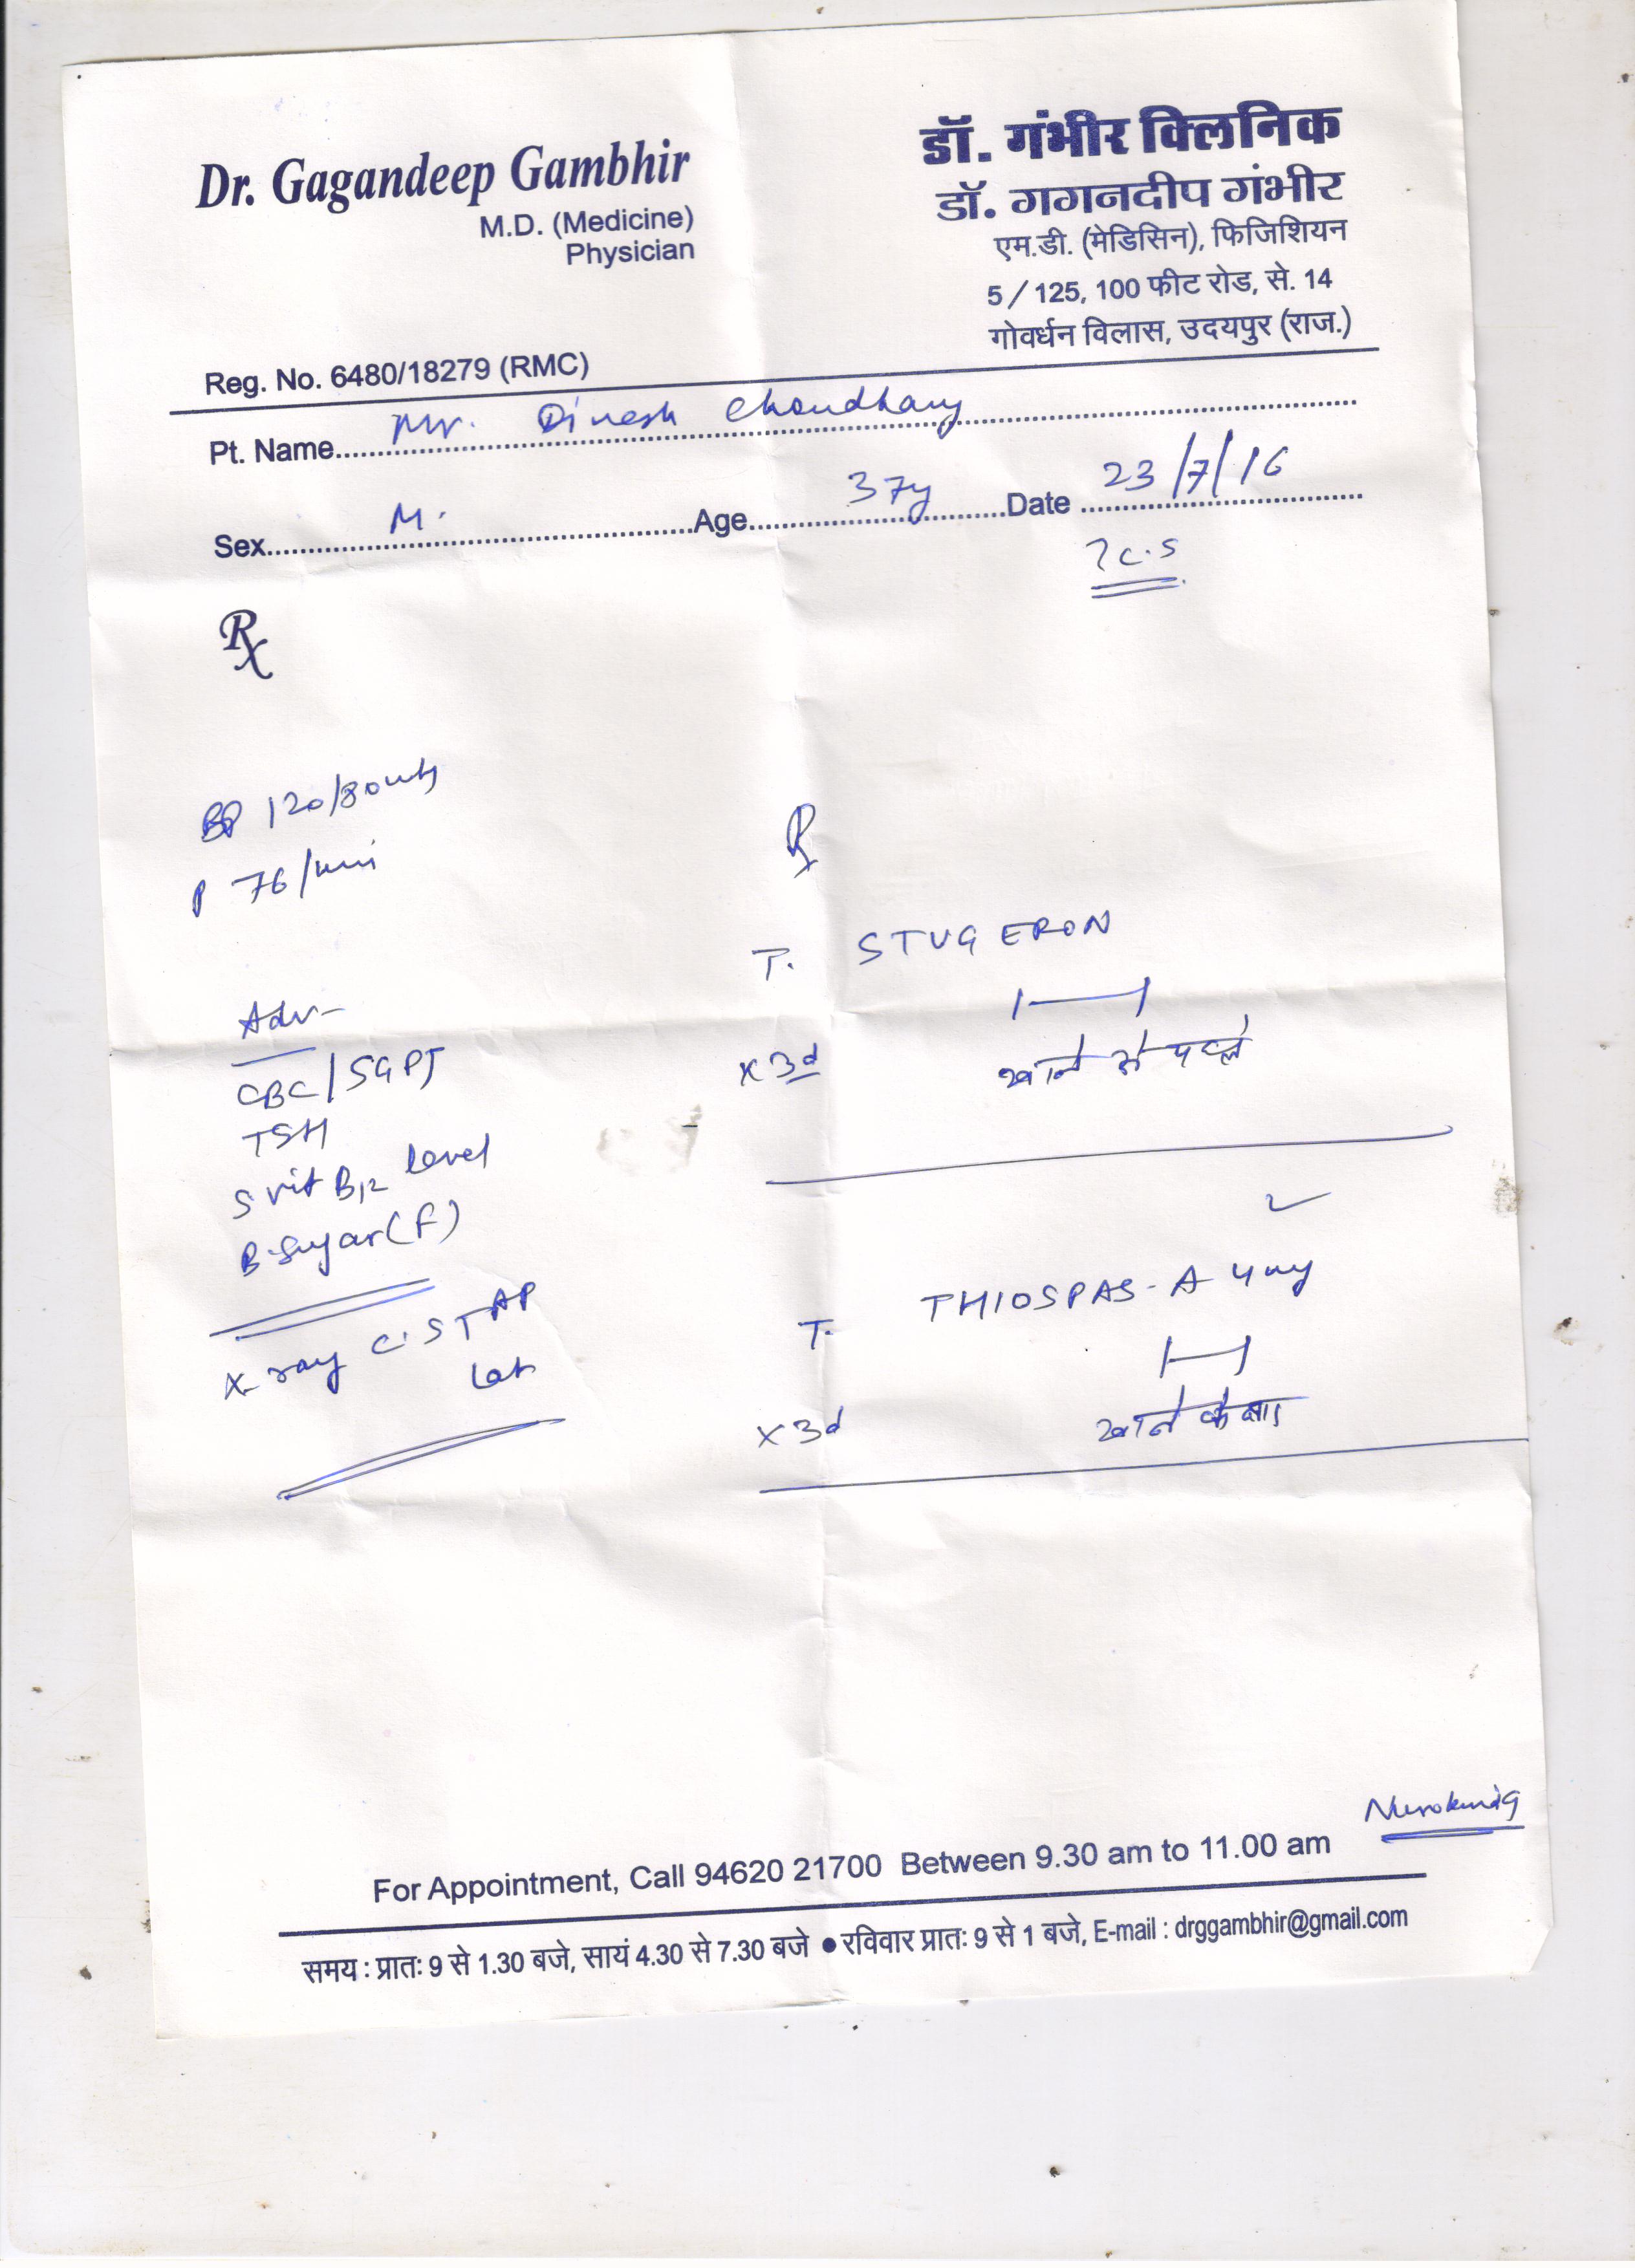 Dr. Gagandeep Gambhir
M.D. (Medicine)
Physician
डॉ. गंभीर क्लिनिक
डॉ. गगनदीप गंभीर
एम.डी. (मेडिसिन), फिजिशियन
5/125, 100 फीट रोड, से. 14
गोवर्धन विलास, उदयपुर (राज.)
Reg. No. 6480/18279 (RMC)
Pt. Name Mr. Dinesh Choudhary
Sex M. Age 37y Date 23/7/16
? C.S
Rx
BP 120/80
P 76/min
Adv-
CBC/SGPT
TSH
S vit B12 level
B.Sugar (F)
X-ray C.S T AP
Lat
Rx
T. STUGERON
1—1
x 3d खाने से पहले
T. THIOSPAS-A 4mg
1—1
x 3d खाने के बाद
For Appointment, Call 94620 21700 Between 9.30 am to 11.00 am
समय : प्रातः 9 से 1.30 बजे, सायं 4.30 से 7.30 बजे ● रविवार प्रातः 9 से 1 बजे, E-mail : drggambhir@gmail.com